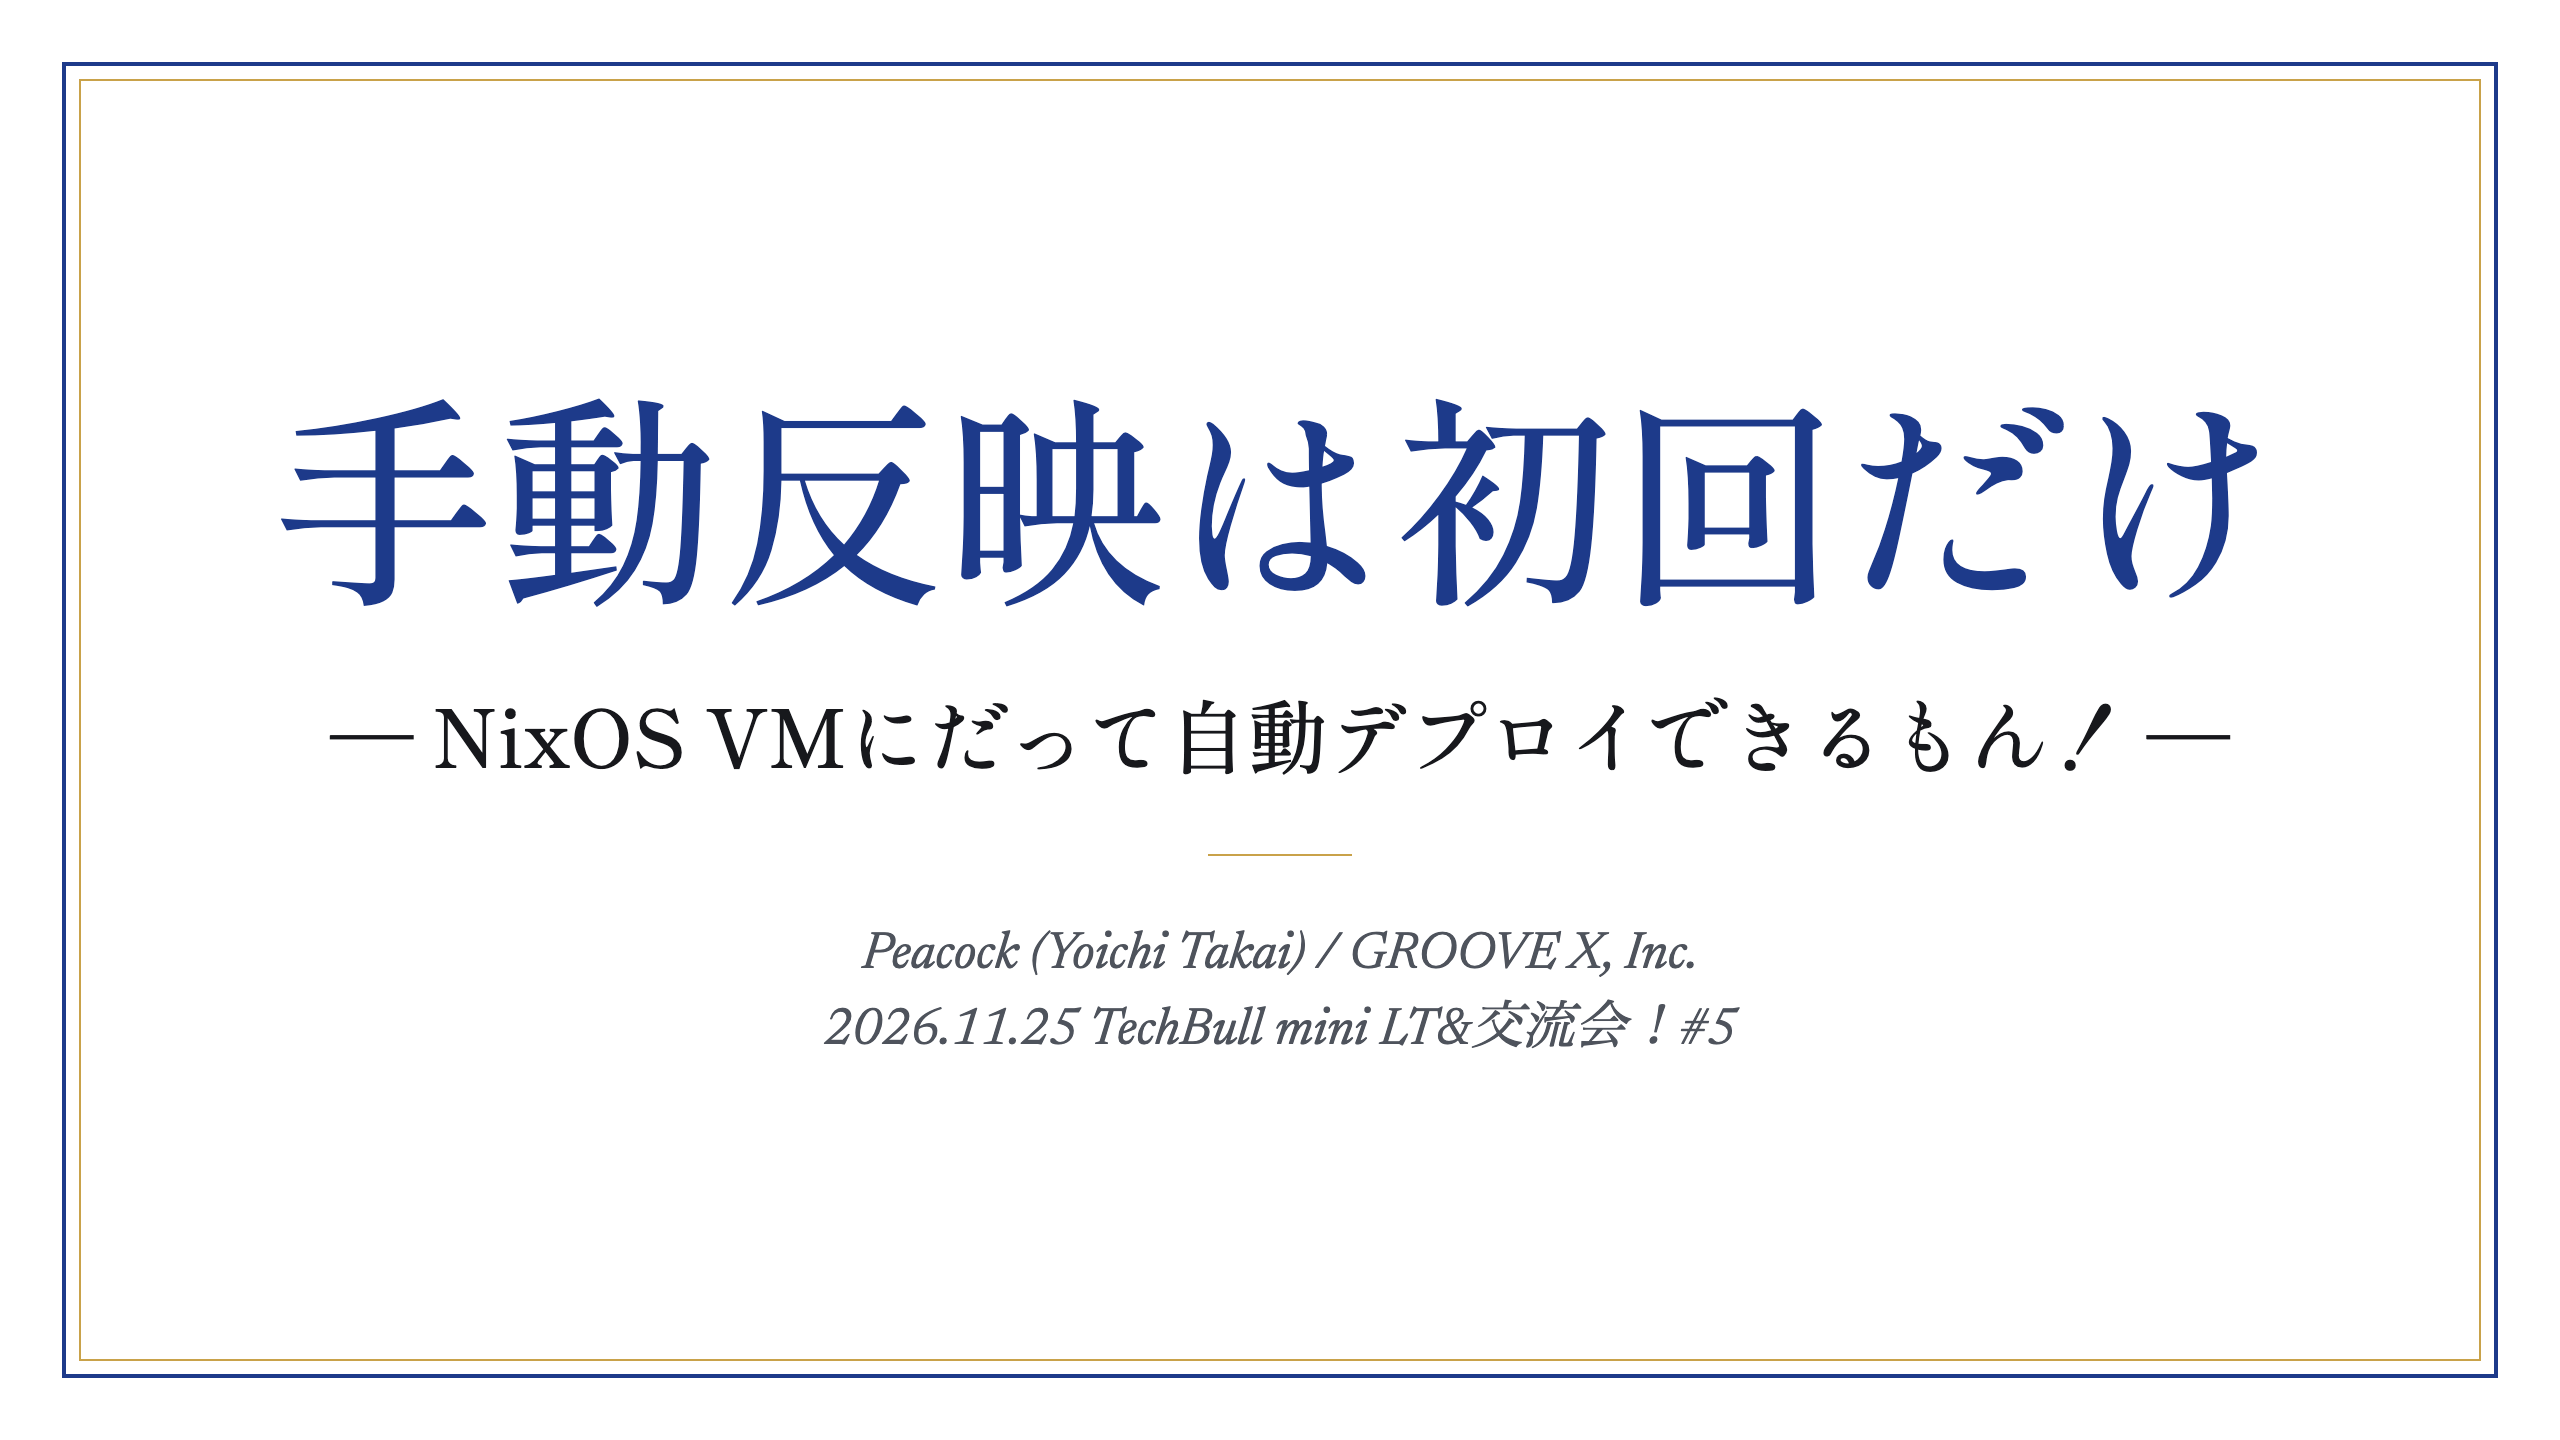 手動反映は初回だけ
— NixOS VMにだって自動デプロイできるもん！ —
Peacock (Yoichi Takai) / GROOVE X, Inc.
2026.11.25 TechBull mini LT&交流会！#5